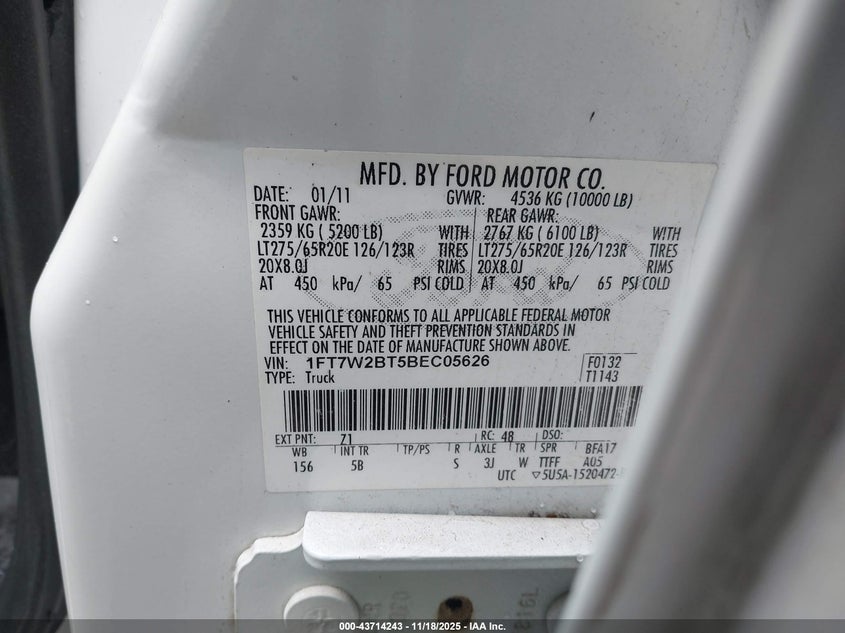 MFD. BY FORD MOTOR CO.
DATE: 01/11 GVWR: 4536 KG (10000 LB)
FRONT GAWR: REAR GAWR:
2359 KG ( 5200 LB) WITH 2767 KG ( 6100 LB) WITH
LT275/65R20E 126/123R TIRES LT275/65R20E 126/123R TIRES
20X8.0J RIMS 20X8.0J RIMS
AT 450 kPa/ 65 PSI COLD AT 450 kPa/ 65 PSI COLD
THIS VEHICLE CONFORMS TO ALL APPLICABLE FEDERAL MOTOR
VEHICLE SAFETY AND THEFT PREVENTION STANDARDS IN
EFFECT ON THE DATE OF MANUFACTURE SHOWN ABOVE.
VIN: 1FT7W2BT5BEC05626 F0132
TYPE: Truck T1143
EXT PNT: Z1 RC: 48 DSO:
WB INT TR TP/PS R AXLE TR SPR BFA17
156 5B S 3J W TTFF A05
UTC ▽5U5A-1520472-
816L
000-43714243 - 11/18/2025 - IAA Inc.